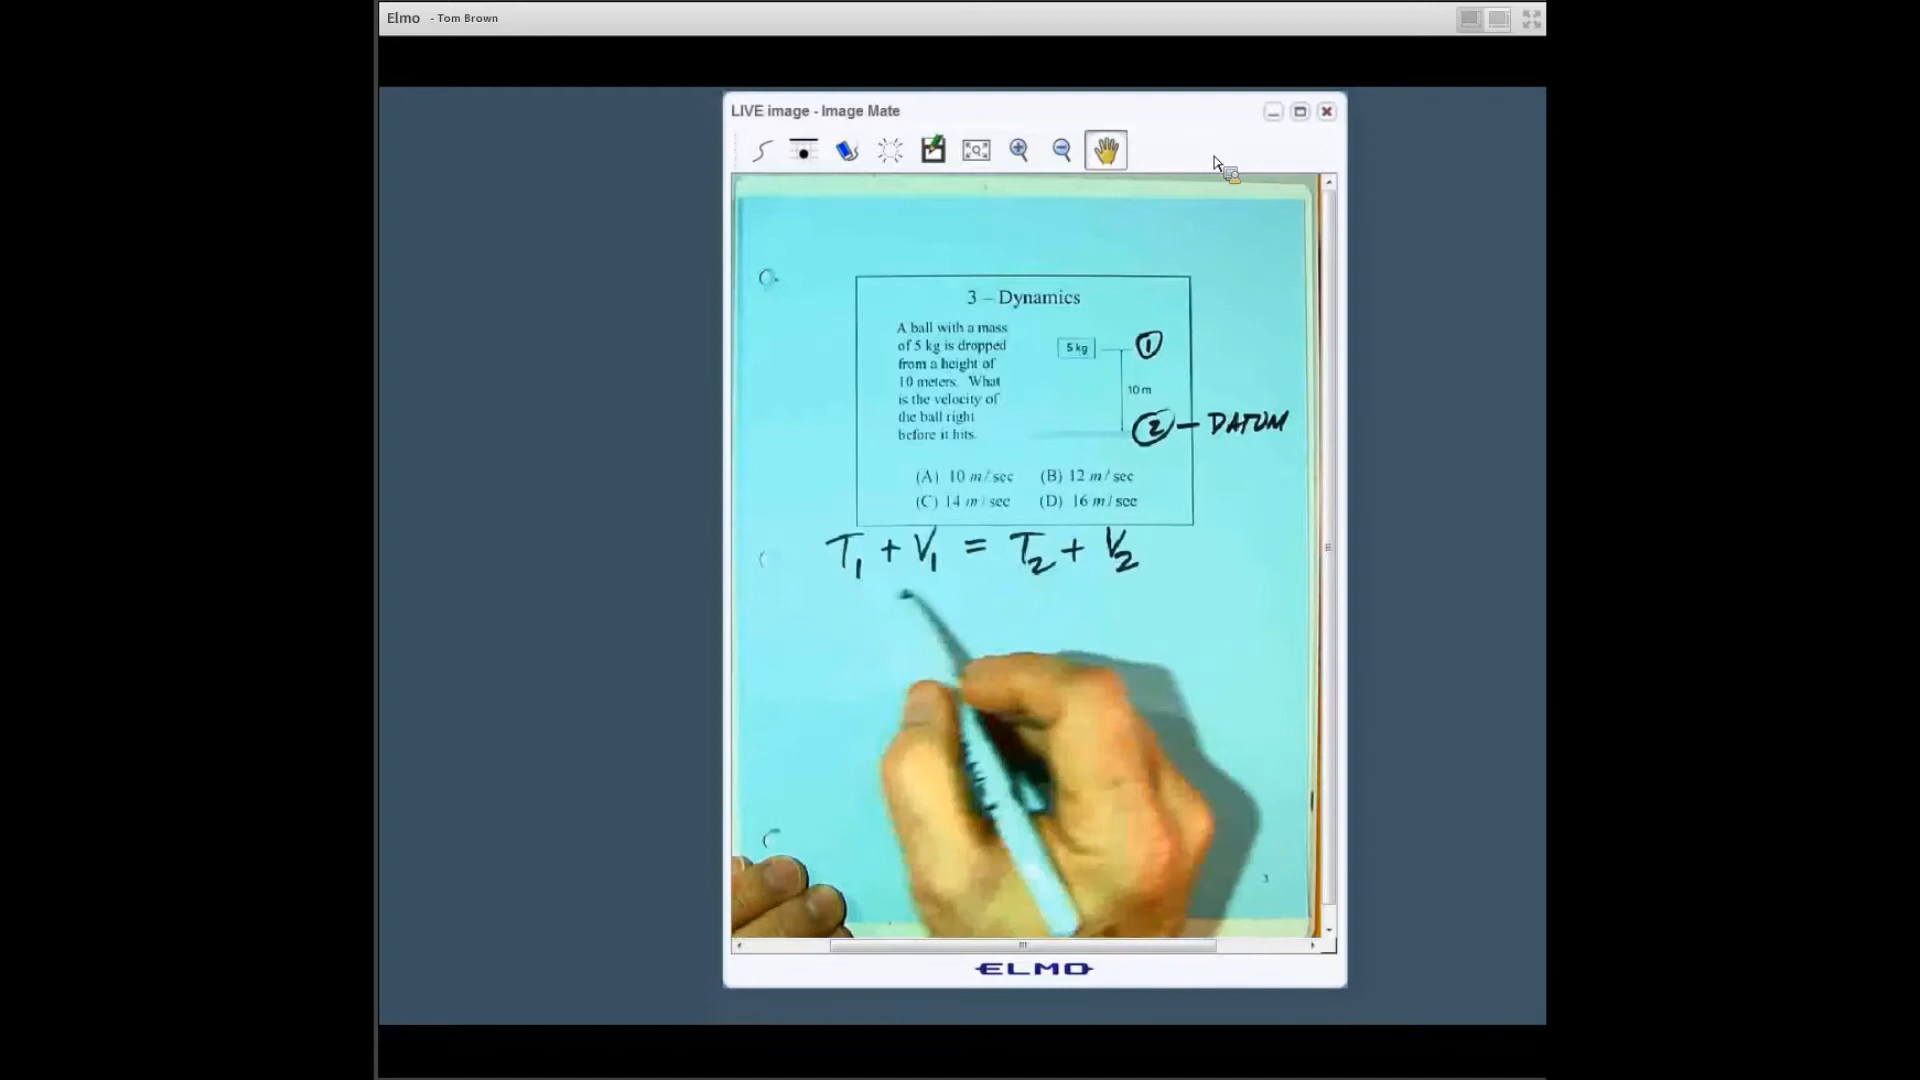 Elmo - Tom Brown
LIVE image - Image Mate
3 – Dynamics
A ball with a mass
of 5 kg is dropped
from a height of
10 meters. What
is the velocity of
the ball right
before it hits.
5 kg
1
10 m
2 — DATUM
(A) 10 m/sec (B) 12 m/sec
(C) 14 m/sec (D) 16 m/sec
T₁ + V₁ = T₂ + V₂
3
ELMO